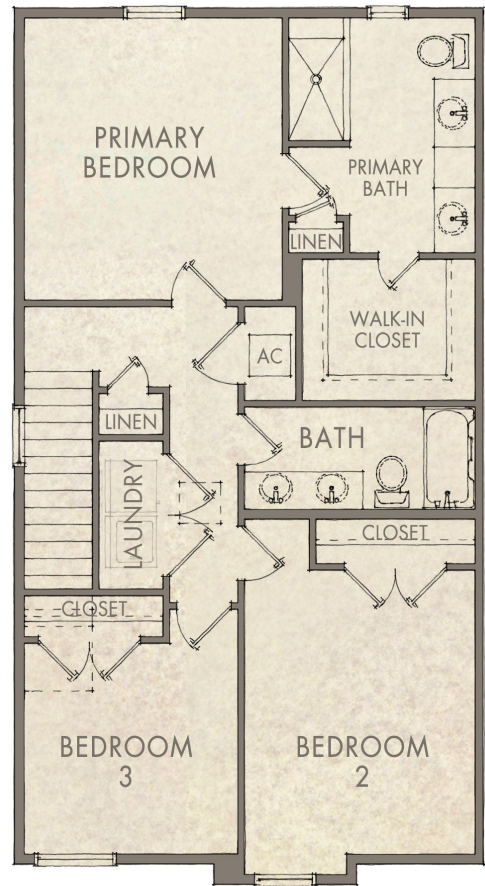 PRIMARY
BEDROOM
PRIMARY
BATH
LINEN
WALK-IN
CLOSET
AC
LINEN
BATH
LAUNDRY
CLOSET
CLOSET
BEDROOM
3
BEDROOM
2